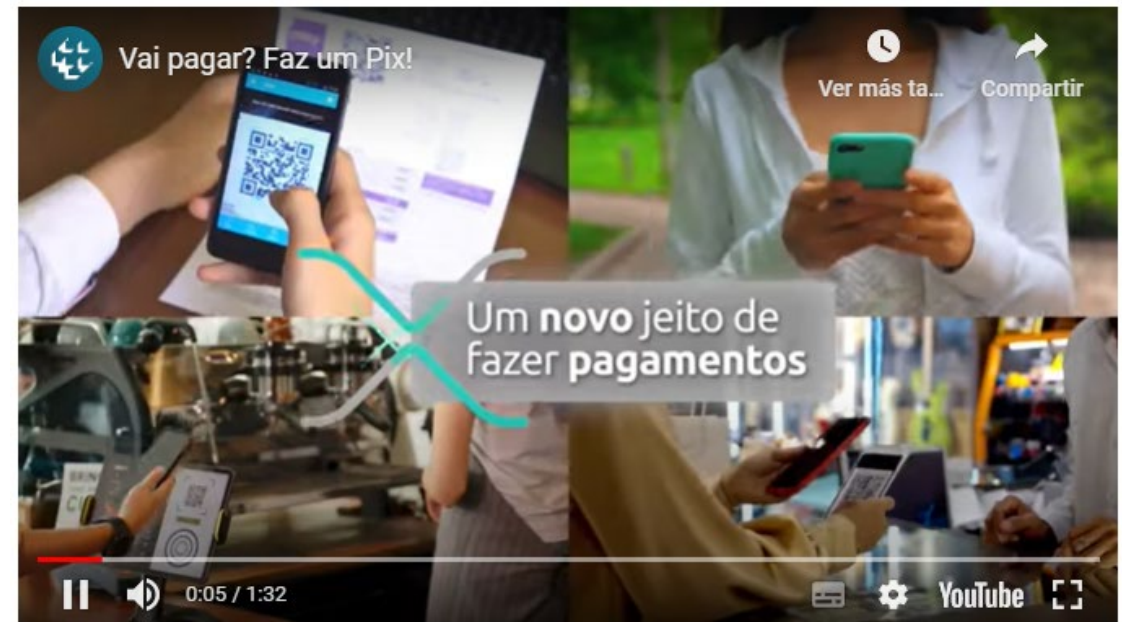 Vai pagar? Faz um Pix!
Ver más ta...
Compartir
Um novo jeito de
fazer pagamentos
0:05 / 1:32
YouTube